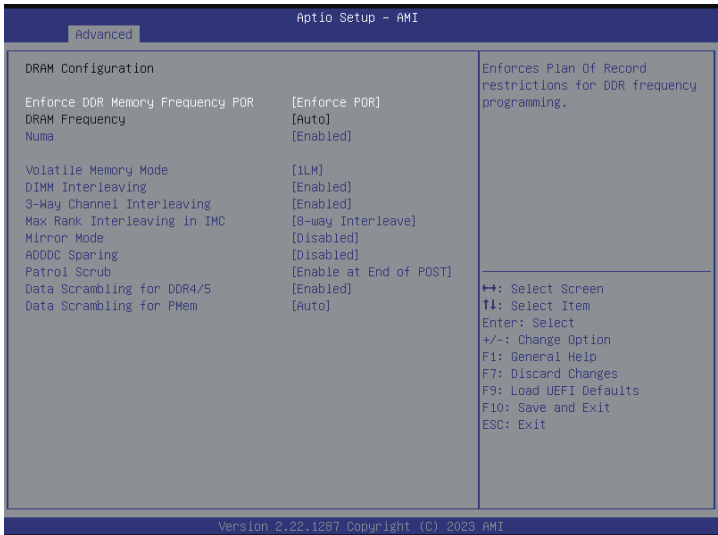 Aptio Setup – AMI
Advanced
DRAM Configuration
Enforce DDR Memory Frequency POR [Enforce POR]
DRAM Frequency [Auto]
Numa [Enabled]
Volatile Memory Mode [1LM]
DIMM Interleaving [Enabled]
3-Way Channel Interleaving [Enabled]
Max Rank Interleaving in IMC [8-way Interleave]
Mirror Mode [Disabled]
ADDDC Sparing [Disabled]
Patrol Scrub [Enable at End of POST]
Data Scrambling for DDR4/5 [Enabled]
Data Scrambling for PMem [Auto]
Enforces Plan Of Record
restrictions for DDR frequency
programming.
↔: Select Screen
↑↓: Select Item
Enter: Select
+/-: Change Option
F1: General Help
F7: Discard Changes
F9: Load UEFI Defaults
F10: Save and Exit
ESC: Exit
Version 2.22.1287 Copyright (C) 2023 AMI